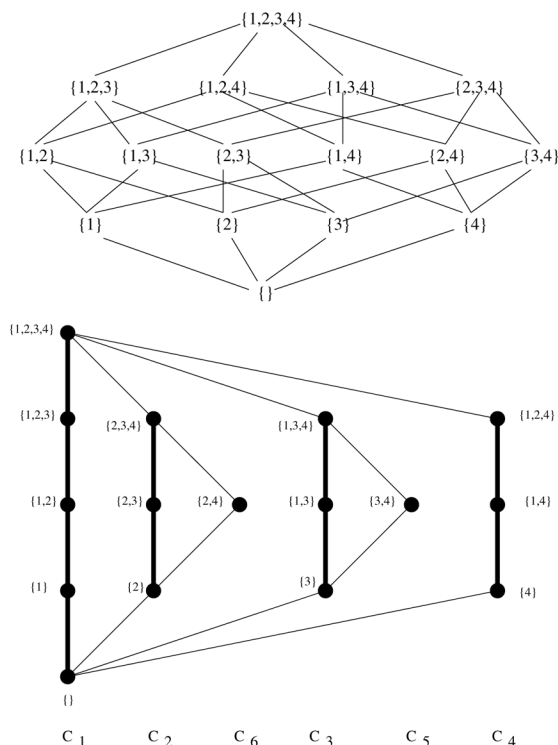 {1,2,3,4}
{1,2,3} {1,2,4} {1,3,4} {2,3,4}
{1,2} {1,3} {2,3} {1,4} {2,4} {3,4}
{1} {2} {3} {4}
{}
{1,2,3,4}
{1,2,3} {2,3,4} {1,3,4} {1,2,4}
{1,2} {2,3} {2,4} {1,3} {3,4} {1,4}
{1} {2} {3} {4}
{}
C 1 C 2 C 6 C 3 C 5 C 4